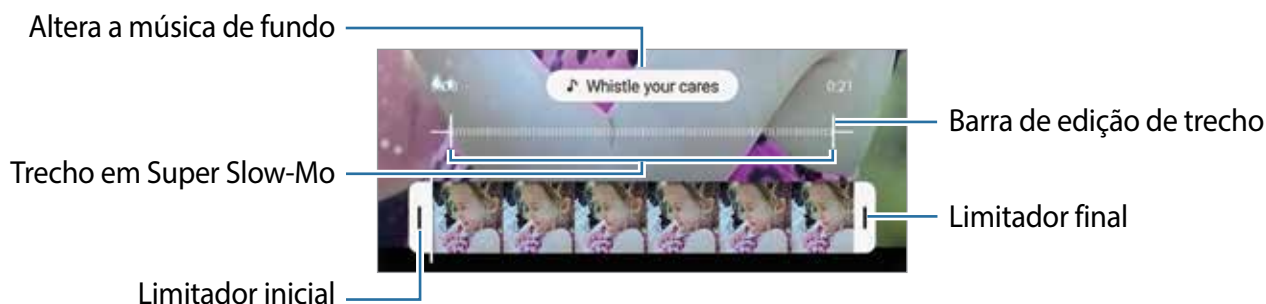 Altera a música de fundo
♪ Whistle your cares
0:21
Barra de edição de trecho
Trecho em Super Slow-Mo
Limitador final
Limitador inicial